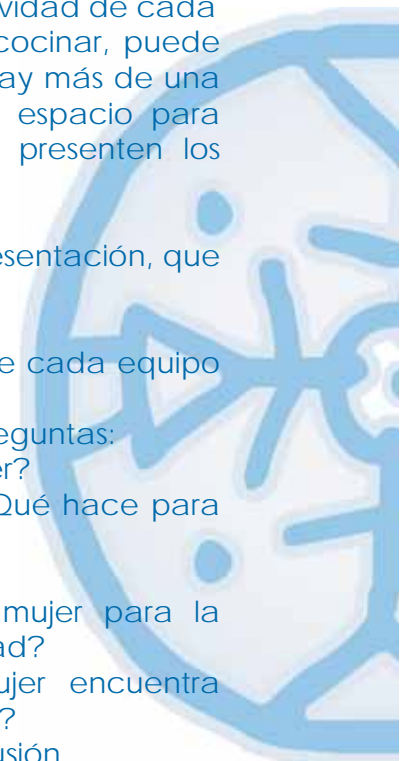 vidad de cada
cocinar, puede
ay más de una
espacio para
presenten los
esentación, que
e cada equipo
eguntas:
er?
Qué hace para
mujer para la
ad?
ujer encuentra
?
usión